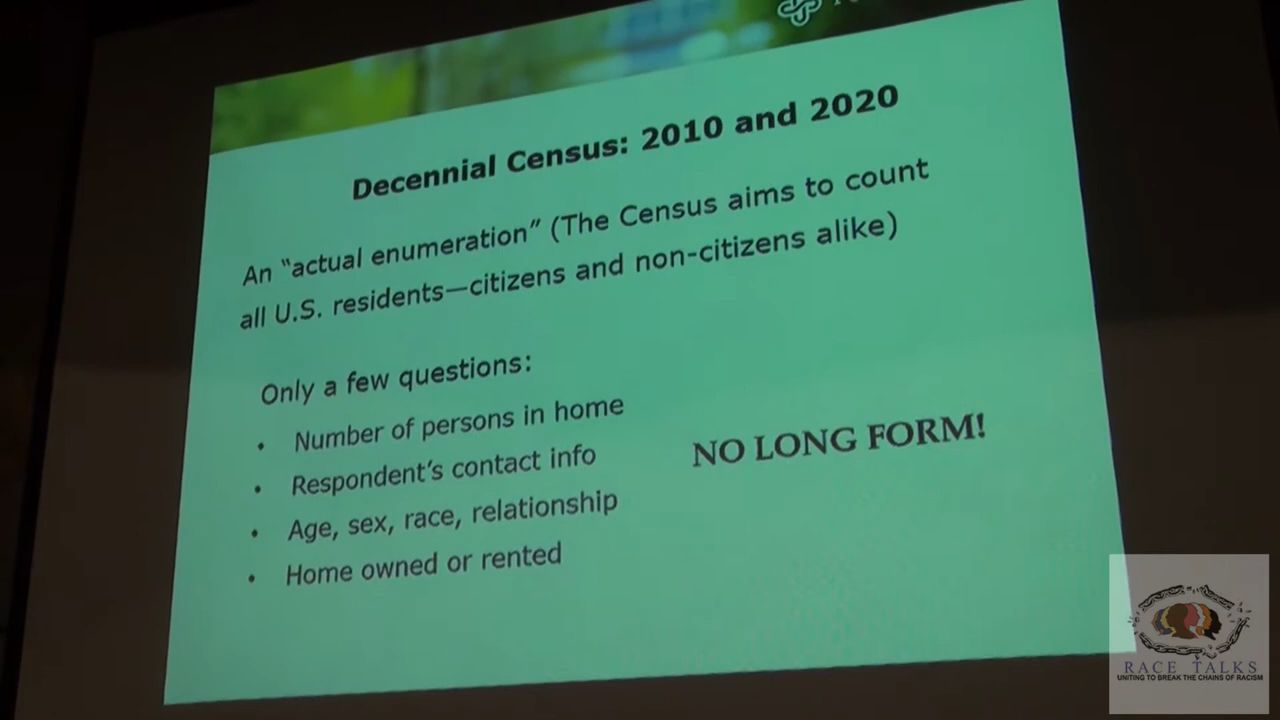 Decennial Census: 2010 and 2020
An “actual enumeration” (The Census aims to count
all U.S. residents—citizens and non-citizens alike)
Only a few questions:
• Number of persons in home
• Respondent’s contact info
• Age, sex, race, relationship
• Home owned or rented
NO LONG FORM!
RACE TALKS
UNITING TO BREAK THE CHAINS OF RACISM